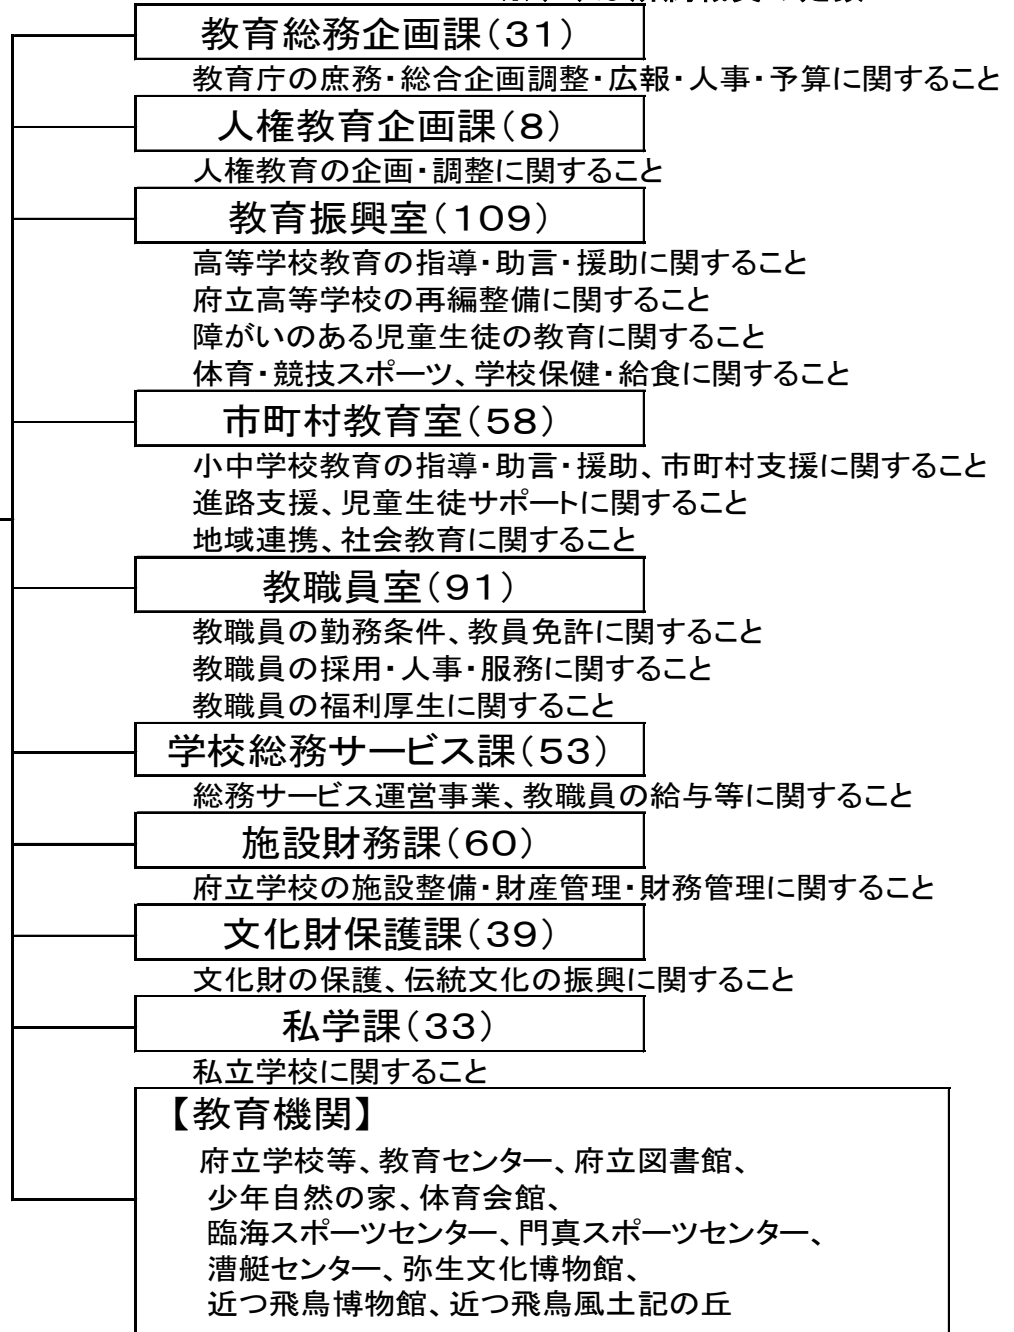 教育総務企画課(31)
教育庁の庶務・総合企画調整・広報・人事・予算に関すること
人権教育企画課(8)
人権教育の企画・調整に関すること
教育振興室(109)
高等学校教育の指導・助言・援助に関すること
府立高等学校の再編整備に関すること
障がいのある児童生徒の教育に関すること
体育・競技スポーツ、学校保健・給食に関すること
市町村教育室(58)
小中学校教育の指導・助言・援助、市町村支援に関すること
進路支援、児童生徒サポートに関すること
地域連携、社会教育に関すること
教職員室(91)
教職員の勤務条件、教員免許に関すること
教職員の採用・人事・服務に関すること
教職員の福利厚生に関すること
学校総務サービス課(53)
総務サービス運営事業、教職員の給与等に関すること
施設財務課(60)
府立学校の施設整備・財産管理・財務管理に関すること
文化財保護課(39)
文化財の保護、伝統文化の振興に関すること
私学課(33)
私立学校に関すること
【教育機関】
府立学校等、教育センター、府立図書館、
少年自然の家、体育会館、
臨海スポーツセンター、門真スポーツセンター、
漕艇センター、弥生文化博物館、
近つ飛鳥博物館、近つ飛鳥風土記の丘